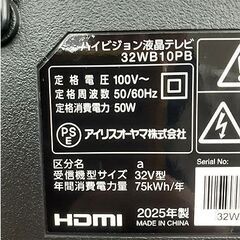 ハイビジョン液晶テレビ
32WB10PB
定格電圧 100V～
定格周波数 50/60Hz
定格消費電力 50W
PSE
アイリスオーヤマ株式会社
区分名 a
受信機型サイズ 32V型
年間消費電力量 75kWh/年
Serial No:
HDMI
2025年製
MADE IN CHINA
32W